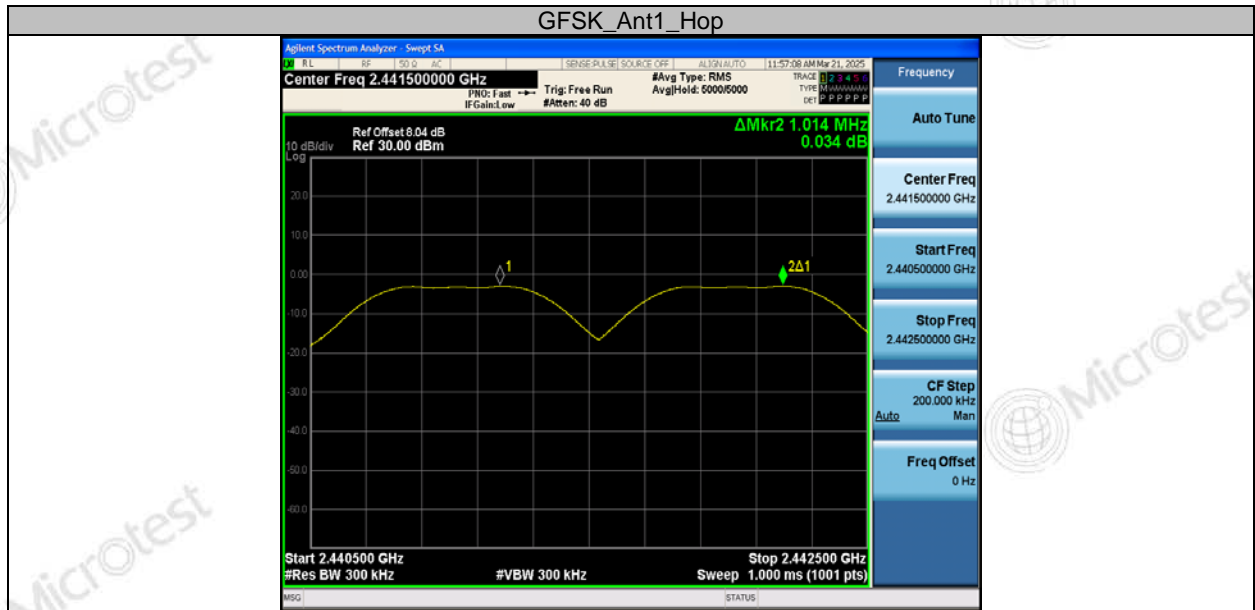 GFSK_Ant1_Hop
Agilent Spectrum Analyzer - Swept SA
RL RF 50 Ω AC SENSE:PULSE SOURCE OFF ALIGNAUTO 11:57:08 AM Mar 21, 2025
Center Freq 2.441500000 GHz
PNO: Fast
IFGain:Low
Trig: Free Run
#Atten: 40 dB
#Avg Type: RMS
Avg|Hold: 5000/5000
TRACE 1 2 3 4 5 6
TYPE M
DET P P P P P P
Ref Offset 8.04 dB
10 dB/div Ref 30.00 dBm
Log
ΔMkr2 1.014 MHz
0.034 dB
20.0
10.0
0.00
-10.0
-20.0
-30.0
-40.0
-50.0
-60.0
1
2Δ1
Start 2.440500 GHz Stop 2.442500 GHz
#Res BW 300 kHz #VBW 300 kHz Sweep 1.000 ms (1001 pts)
MSG STATUS
Frequency
Auto Tune
Center Freq
2.441500000 GHz
Start Freq
2.440500000 GHz
Stop Freq
2.442500000 GHz
CF Step
200.000 kHz
Auto Man
Freq Offset
0 Hz
Microtest
Microtest
Microtest